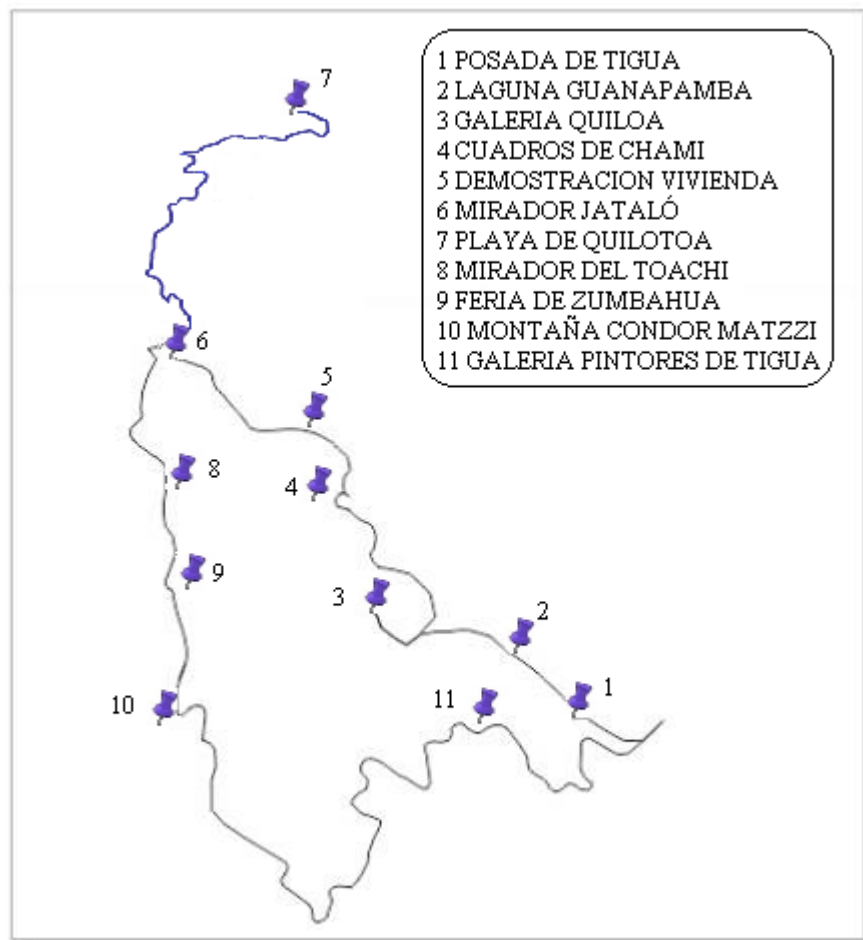 1 POSADA DE TIGUA
2 LAGUNA GUANAPAMBA
3 GALERIA QUILOA
4 CUADROS DE CHAMI
5 DEMOSTRACION VIVIENDA
6 MIRADOR JATALÓ
7 PLAYA DE QUILOTOA
8 MIRADOR DEL TOACHI
9 FERIA DE ZUMBAHUA
10 MONTAÑA CONDOR MATZZI
11 GALERIA PINTORES DE TIGUA
7
6
5
8
4
9
3
2
10
11
1